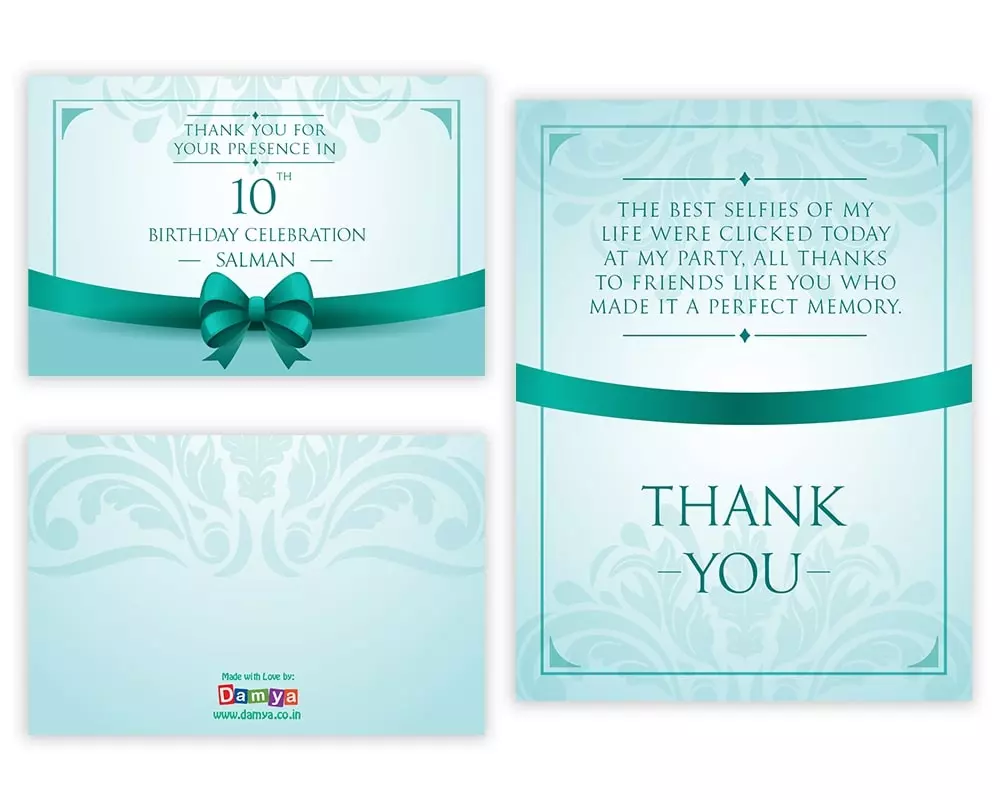 THANK YOU FOR
YOUR PRESENCE IN
10TH
BIRTHDAY CELEBRATION
SALMAN
THE BEST SELFIES OF MY
LIFE WERE CLICKED TODAY
AT MY PARTY, ALL THANKS
TO FRIENDS LIKE YOU WHO
MADE IT A PERFECT MEMORY.
THANK
-YOU-
Made with Love by:
Damya
www.damya.co.in